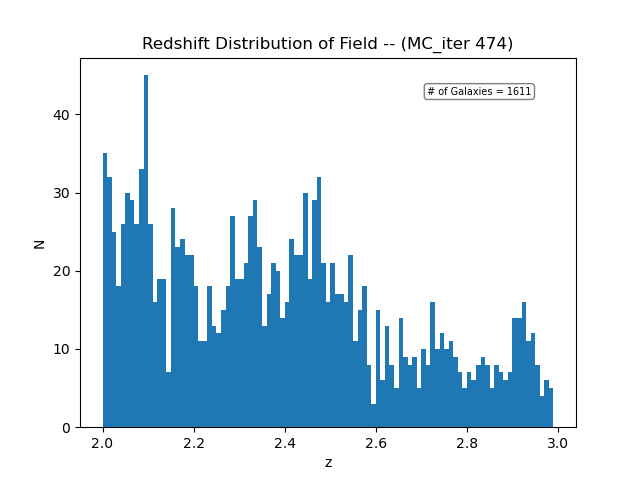 Redshift Distribution of Field -- (MC_iter 474)
# of Galaxies = 1611
N
40
30
20
10
0
2.0 2.2 2.4 2.6 2.8 3.0
z